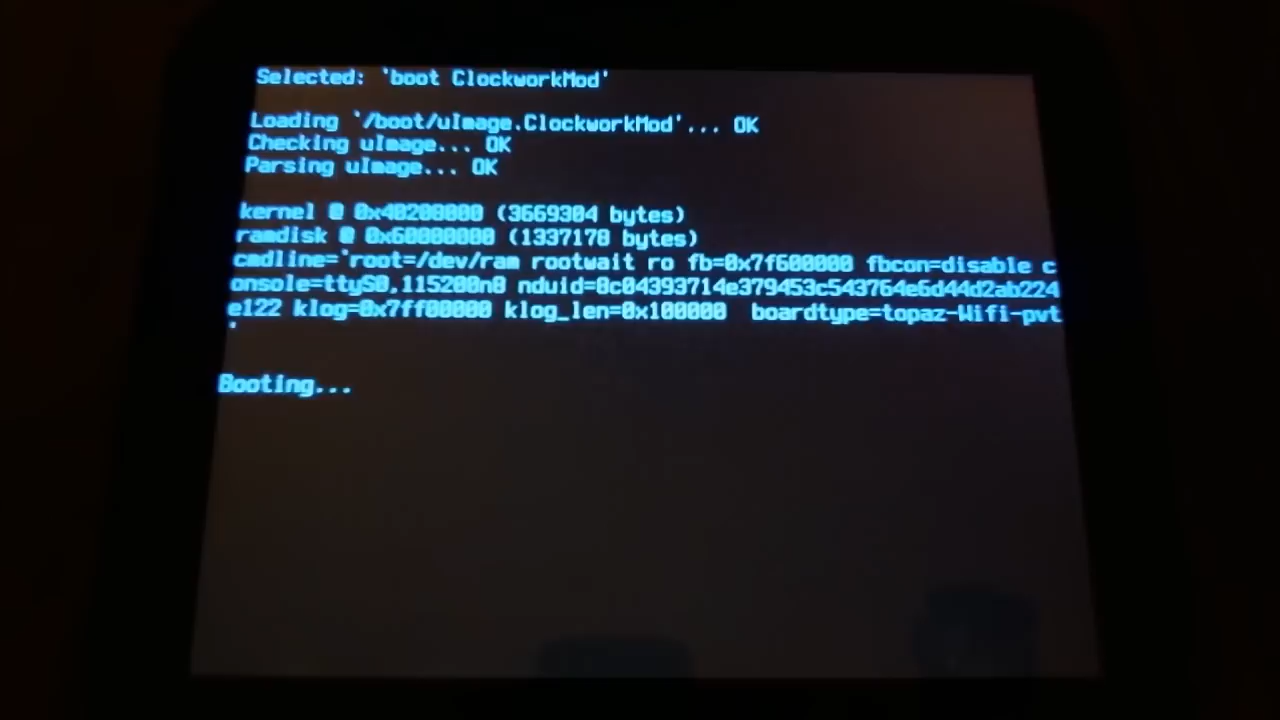 Selected: 'boot ClockworkMod'
Loading '/boot/uImage.ClockworkMod'... OK
Checking uImage... OK
Parsing uImage... OK
kernel @ 0x40200000 (3669304 bytes)
ramdisk @ 0x60000000 (1337178 bytes)
cmdline='root=/dev/ram rootwait ro fb=0x7f600000 fbcon=disable c
onsole=ttyS0,115200n8 nduid=8c04393714e379453c543764e6d44d2ab224
e122 klog=0x7ff00000 klog_len=0x100000  boardtype=topaz-Wifi-pvt
'
Booting...